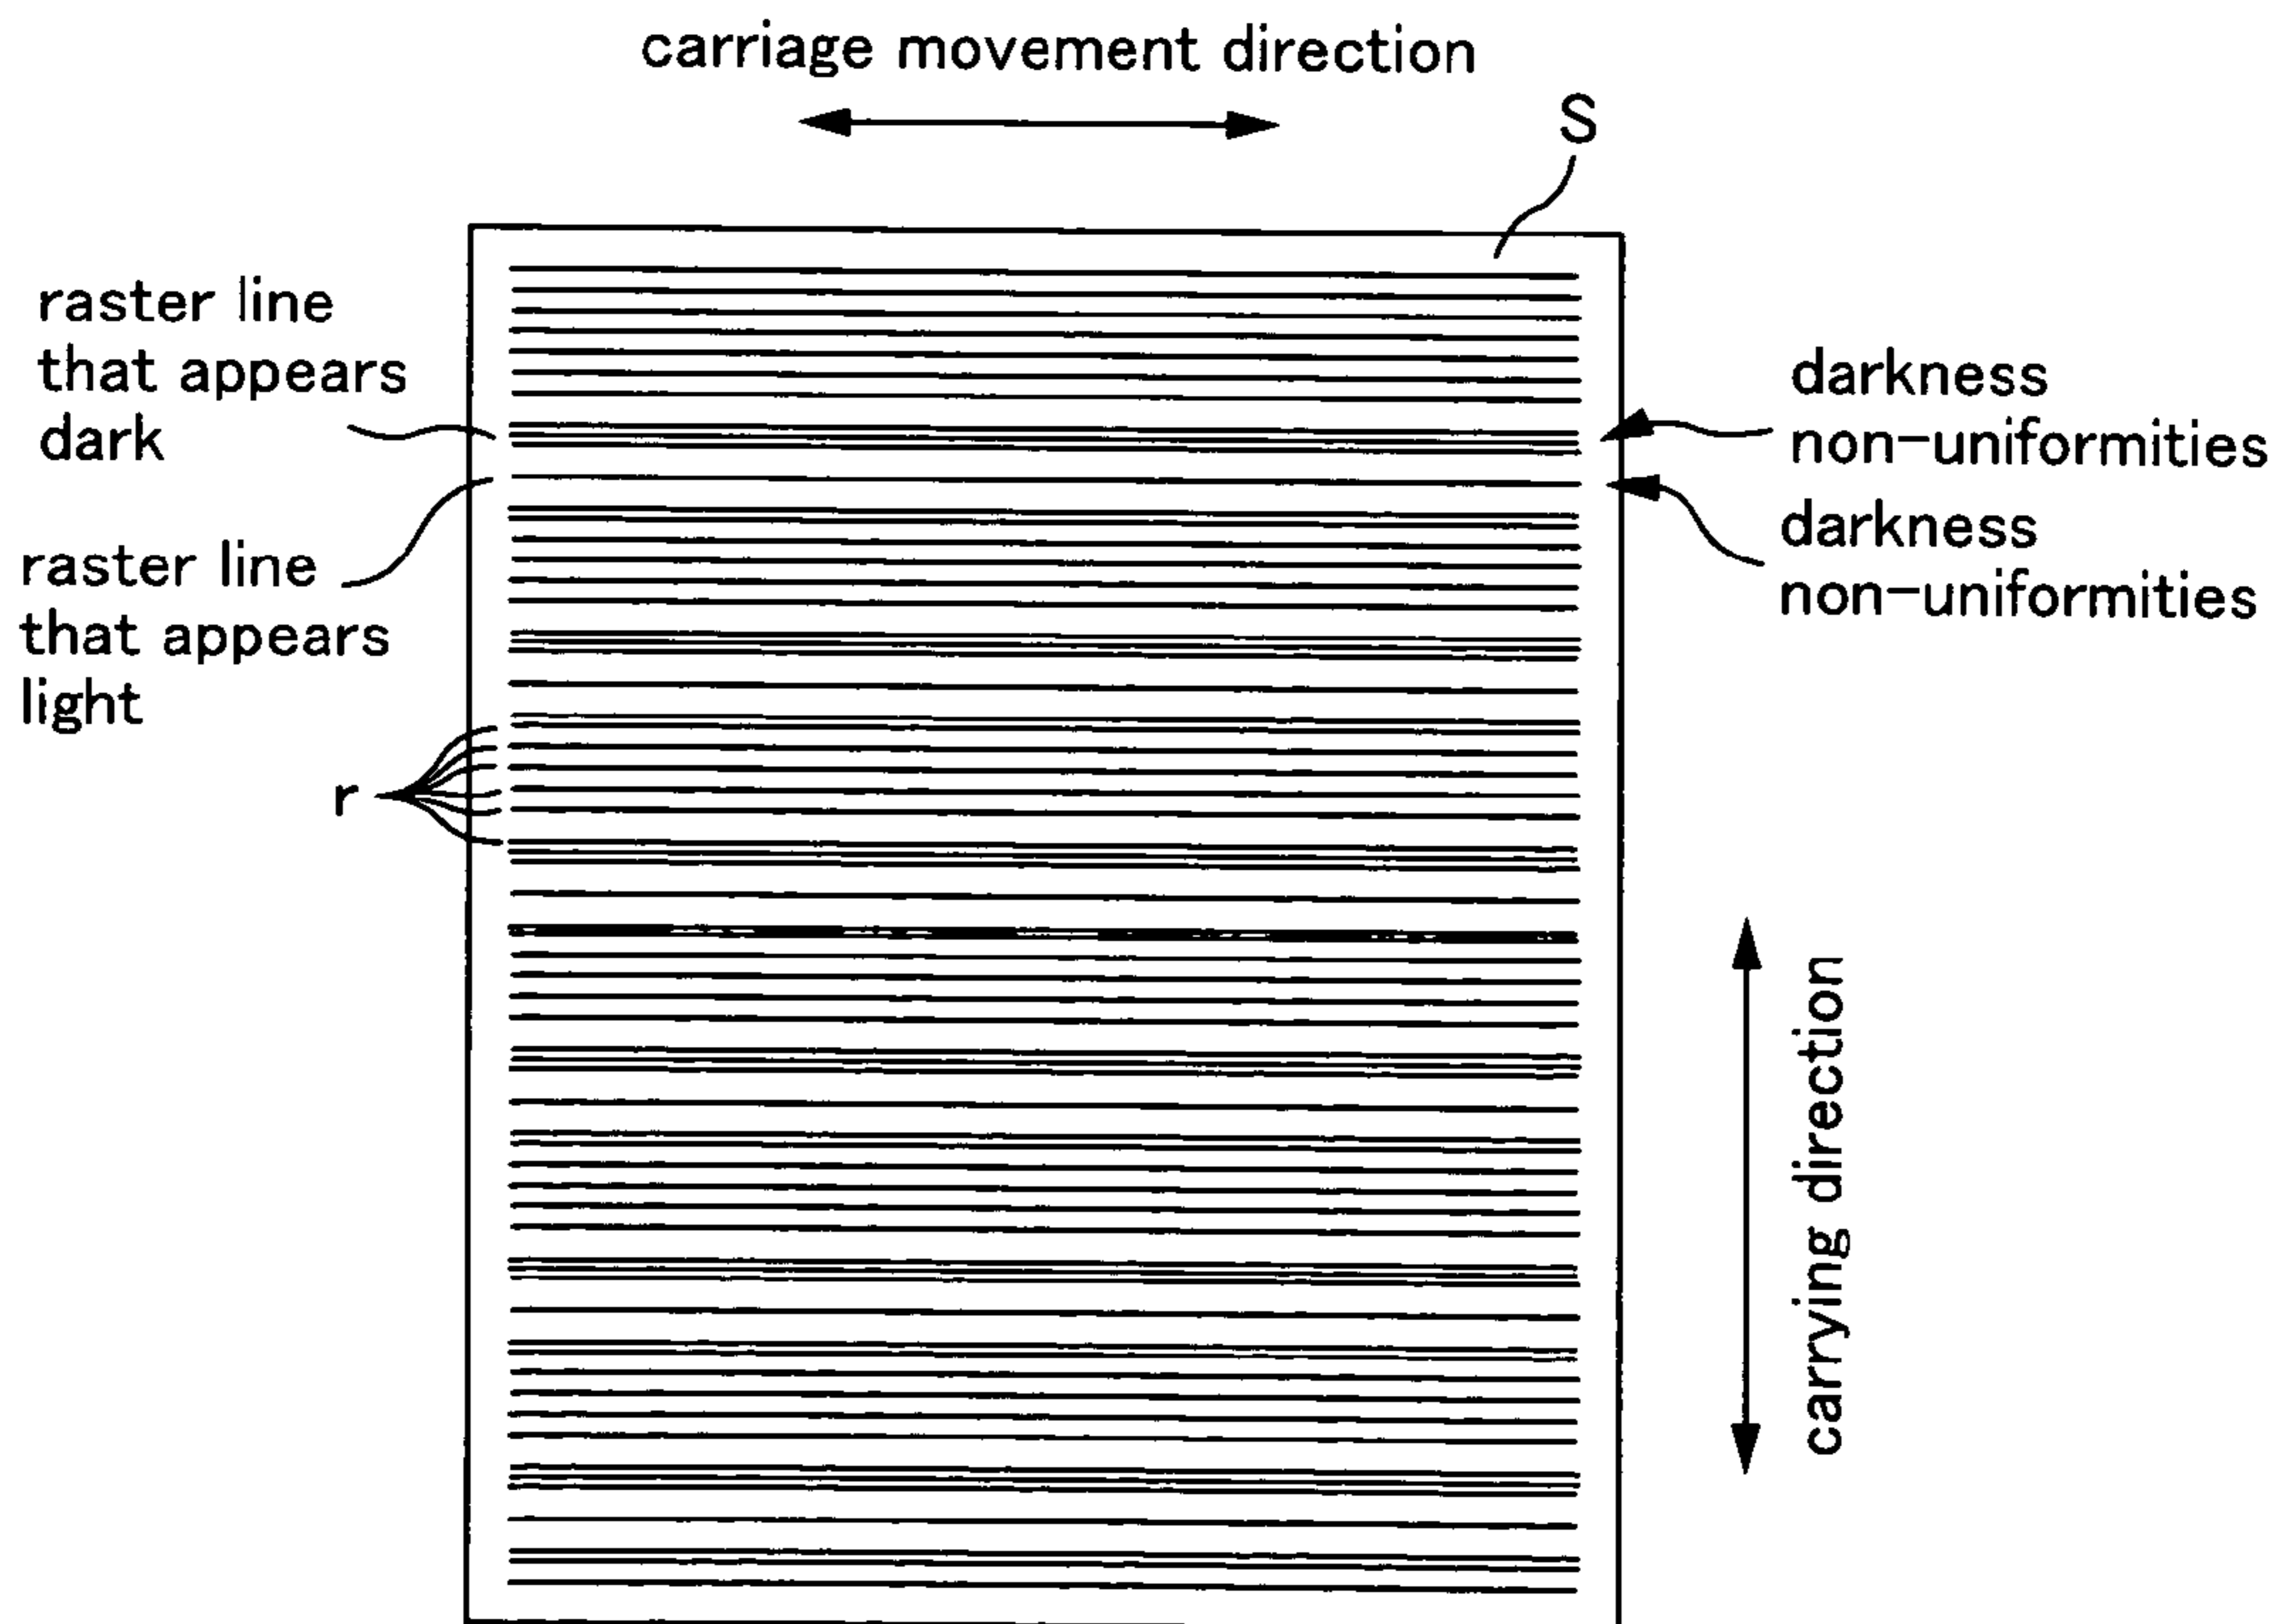 carriage movement direction
S
raster line
that appears
dark
darkness
non-uniformities
raster line
that appears
light
darkness
non-uniformities
r
carrying direction